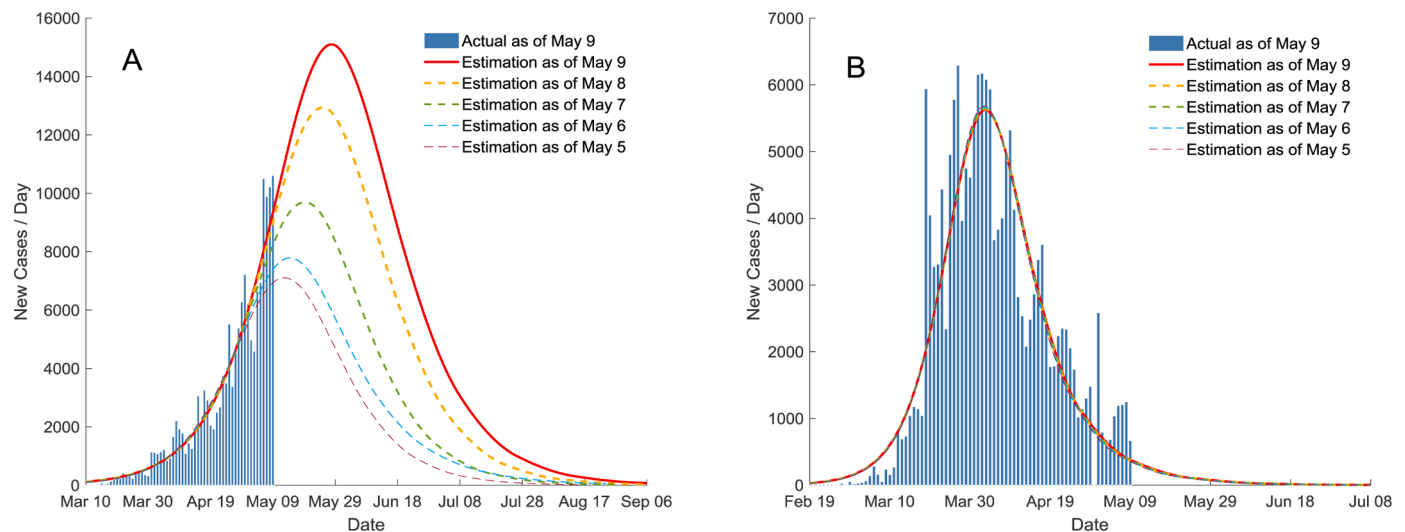 16000
14000
12000
10000
8000
6000
4000
2000
0
New Cases / Day
A
Actual as of May 9
Estimation as of May 9
Estimation as of May 8
Estimation as of May 7
Estimation as of May 6
Estimation as of May 5
Mar 10 Mar 30 Apr 19 May 09 May 29 Jun 18 Jul 08 Jul 28 Aug 17 Sep 06
Date
7000
6000
5000
4000
3000
2000
1000
0
New Cases / Day
B
Actual as of May 9
Estimation as of May 9
Estimation as of May 8
Estimation as of May 7
Estimation as of May 6
Estimation as of May 5
Feb 19 Mar 10 Mar 30 Apr 19 May 09 May 29 Jun 18 Jul 08
Date